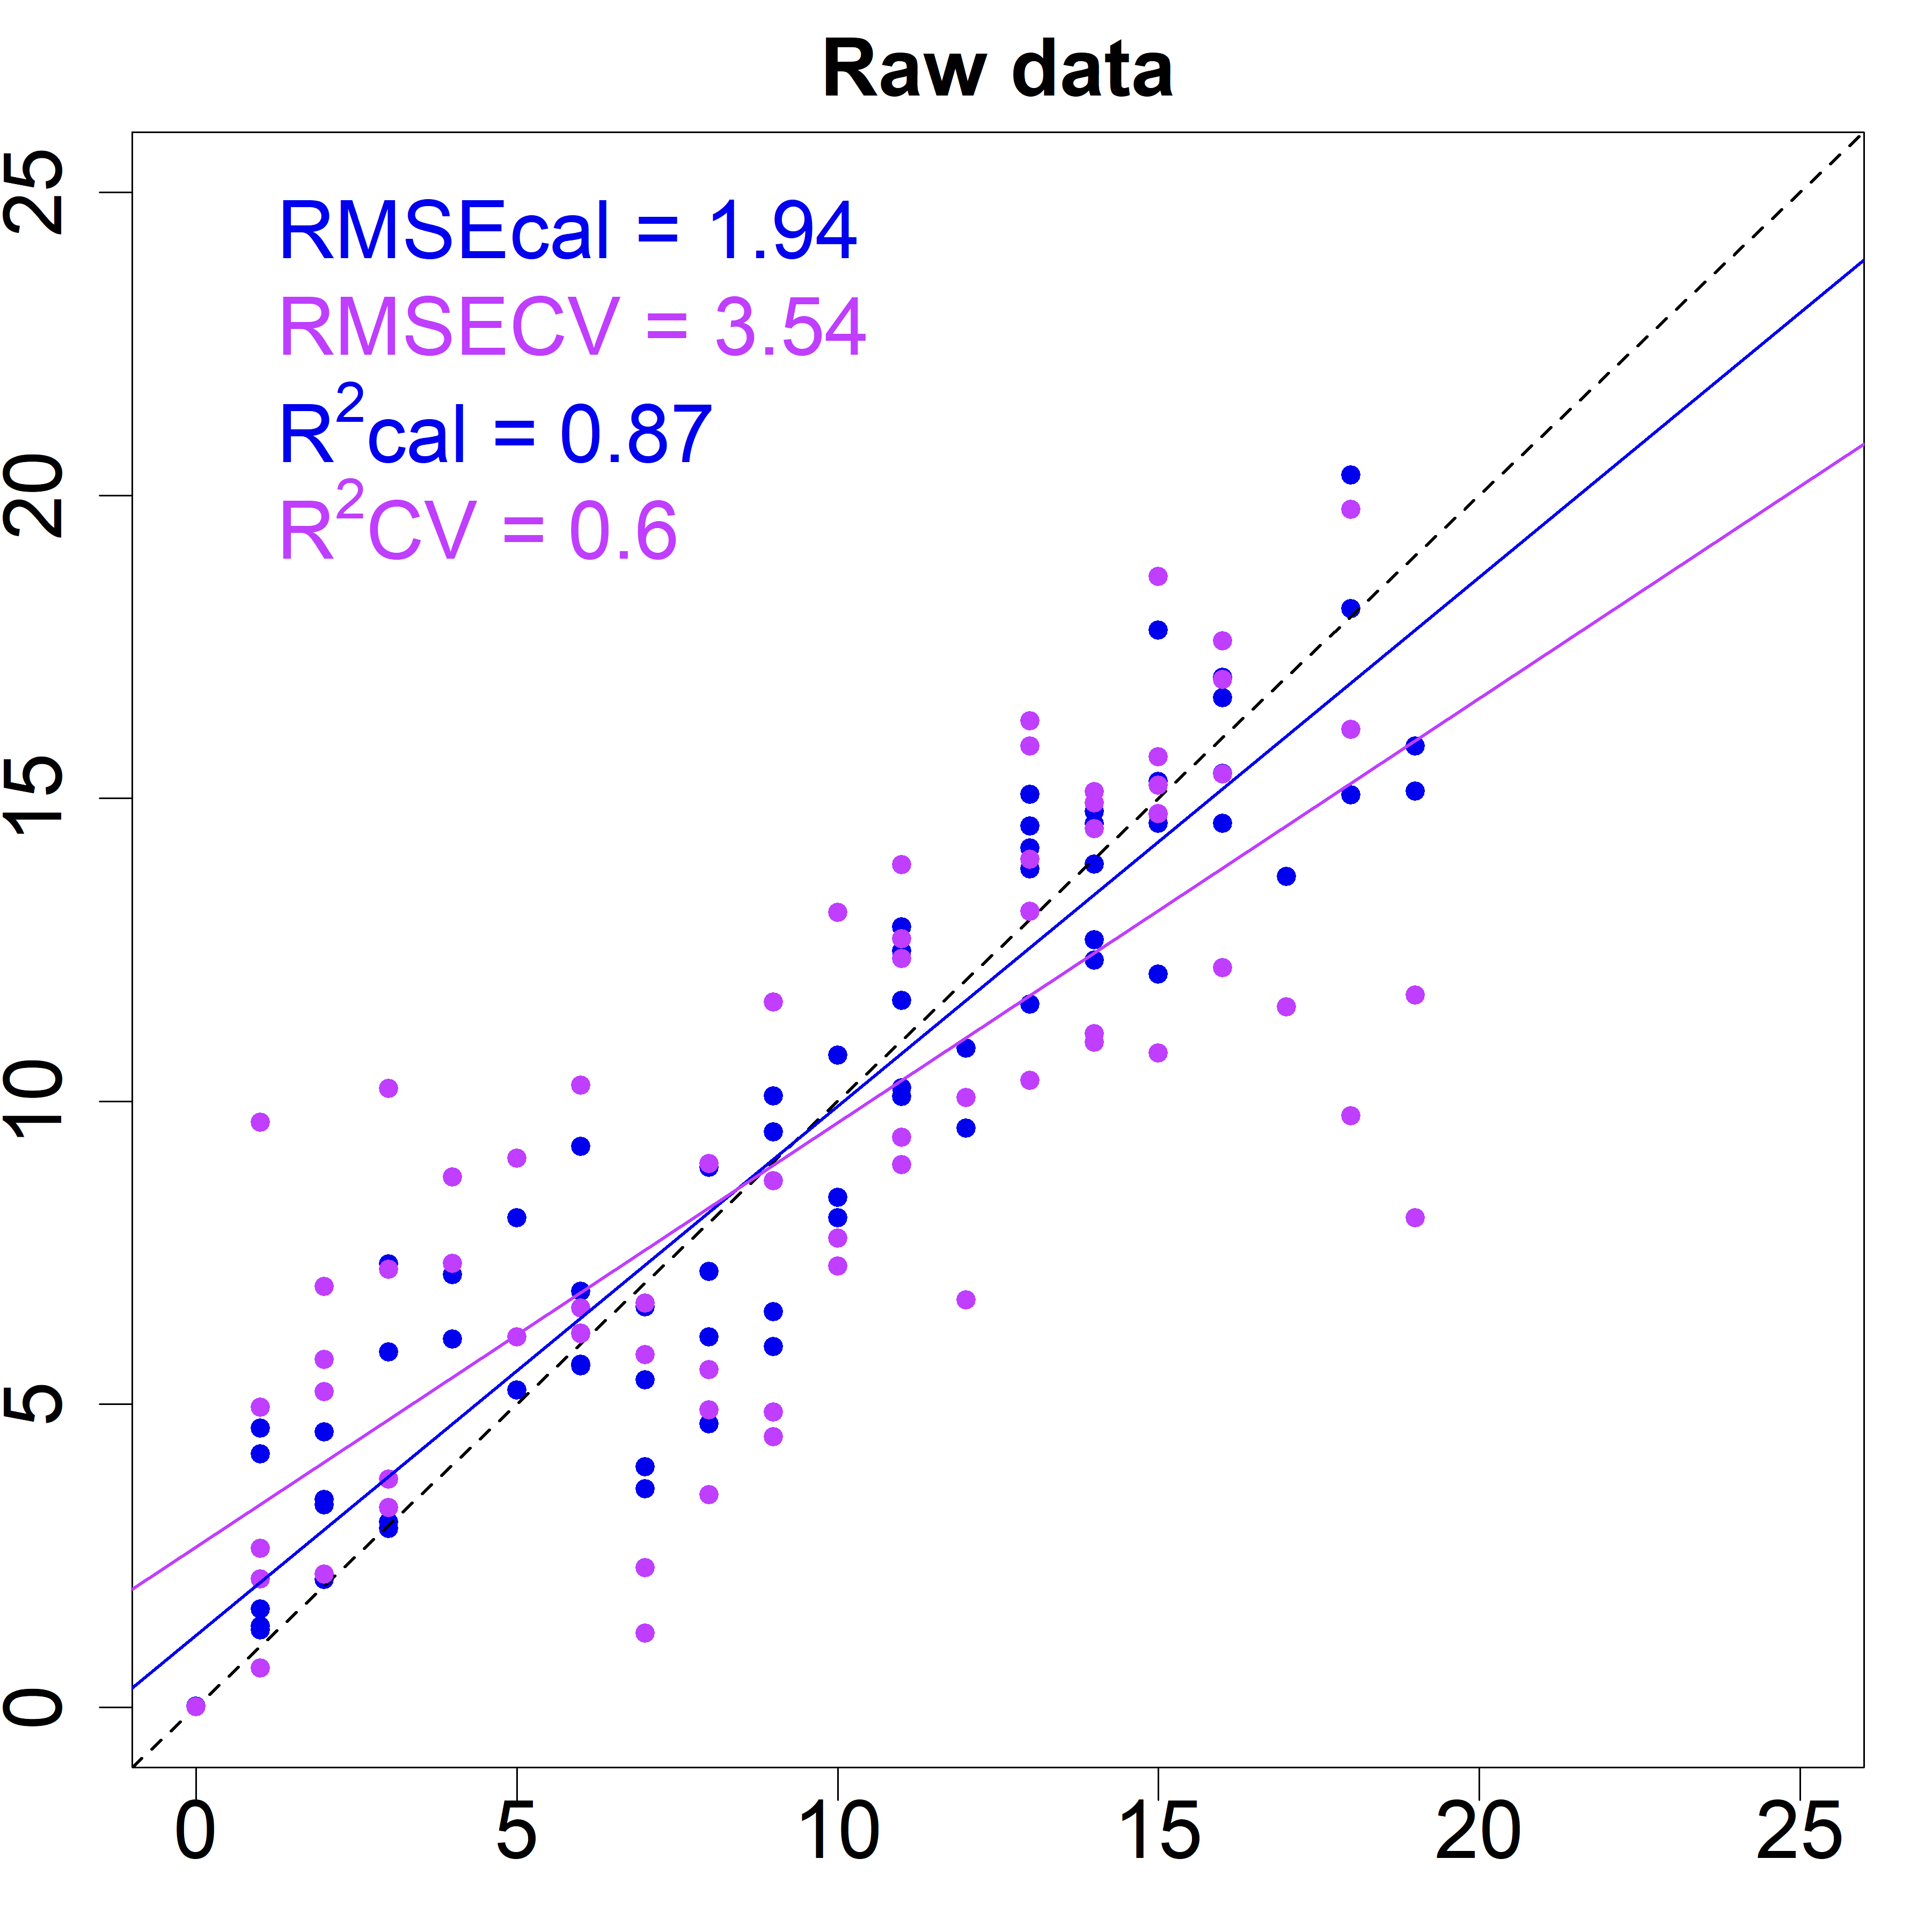 Raw data
RMSEcal = 1.94
RMSECV = 3.54
R²cal = 0.87
R²CV = 0.6
25
20
15
10
5
0
0 5 10 15 20 25